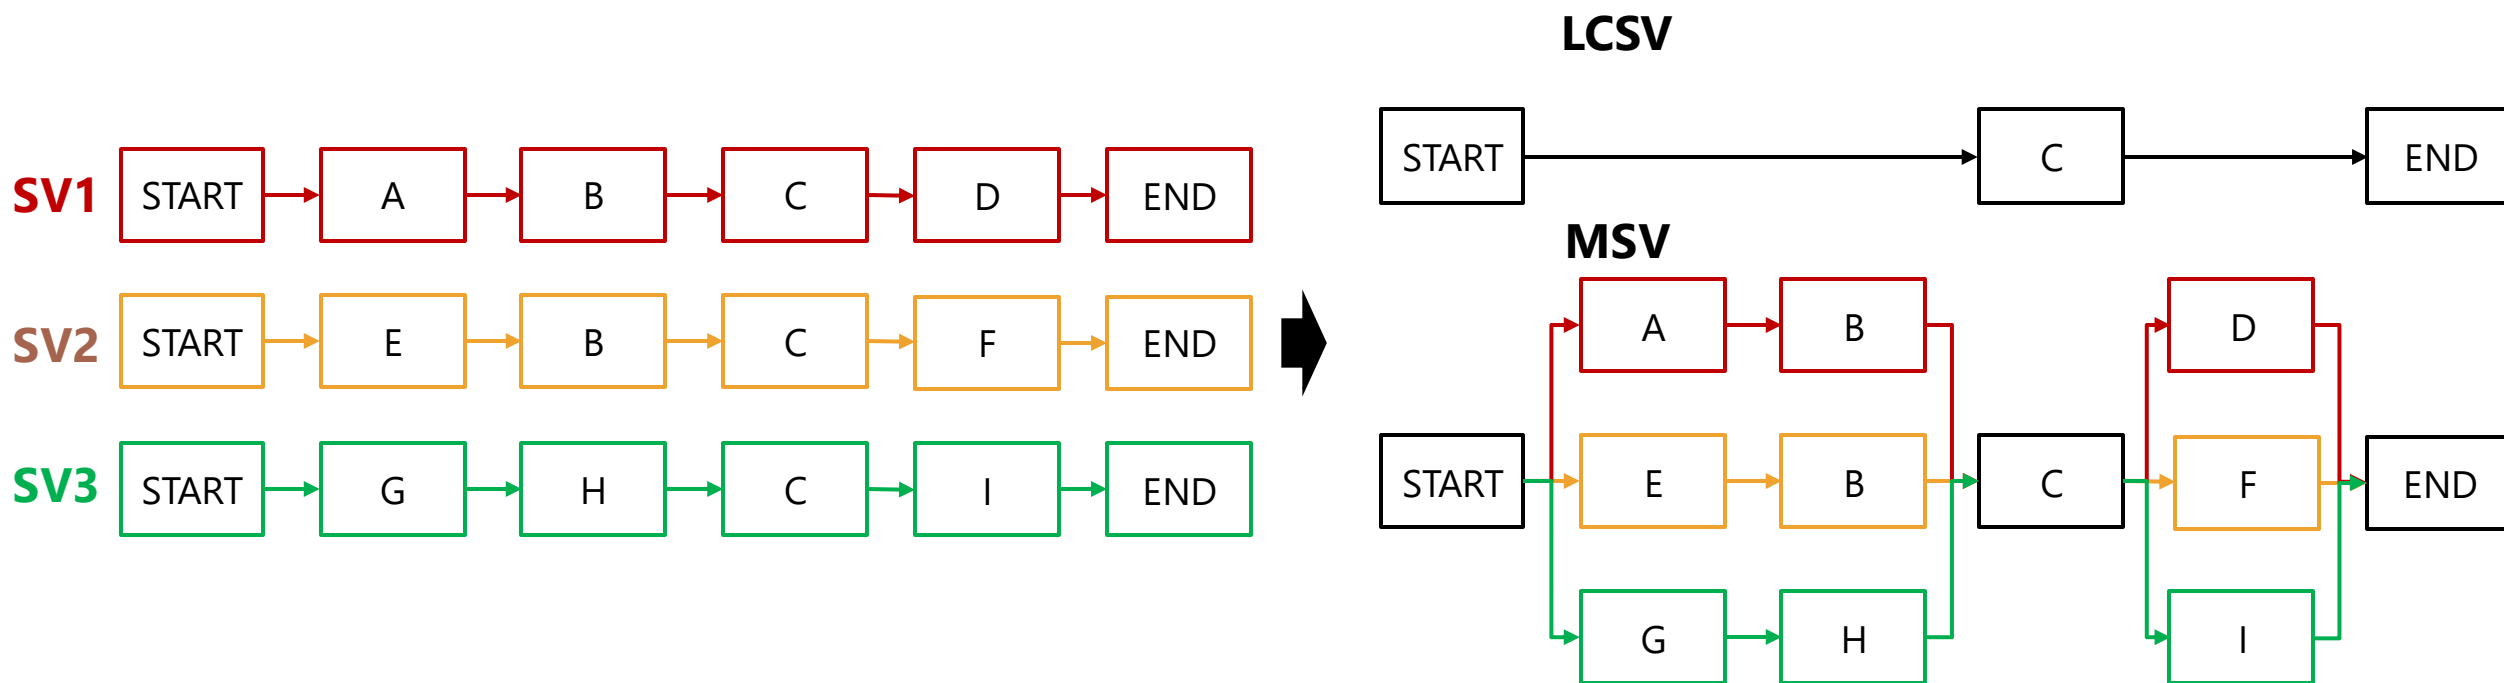 SV1 START A B C D END
SV2 START E B C F END
SV3 START G H C I END
LCSV
START C END
MSV
A B D
START E B C F END
G H I